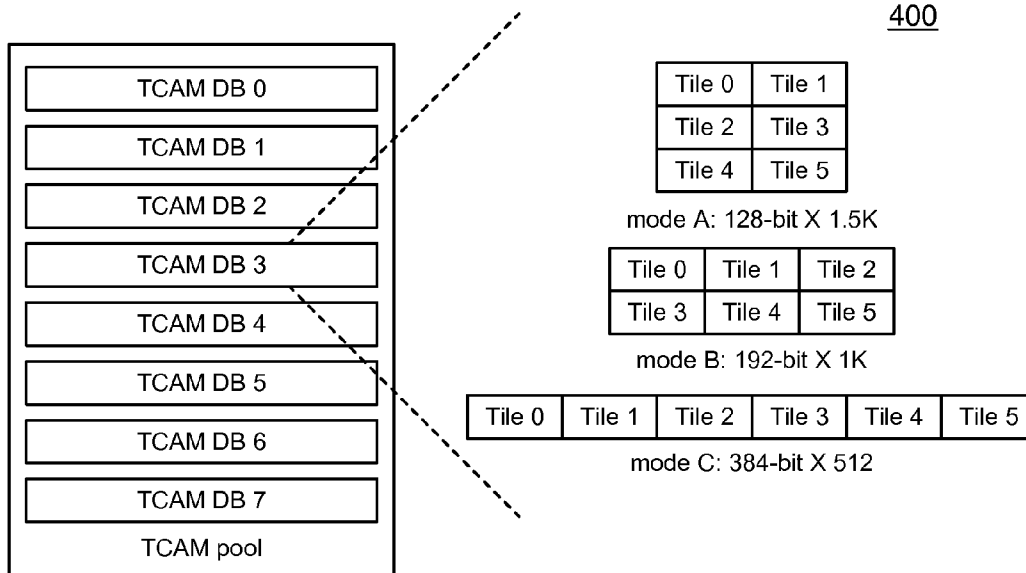 400
TCAM DB 0
TCAM DB 1
TCAM DB 2
TCAM DB 3
TCAM DB 4
TCAM DB 5
TCAM DB 6
TCAM DB 7
TCAM pool
Tile 0 Tile 1
Tile 2 Tile 3
Tile 4 Tile 5
mode A: 128-bit X 1.5K
Tile 0 Tile 1 Tile 2
Tile 3 Tile 4 Tile 5
mode B: 192-bit X 1K
Tile 0 Tile 1 Tile 2 Tile 3 Tile 4 Tile 5
mode C: 384-bit X 512